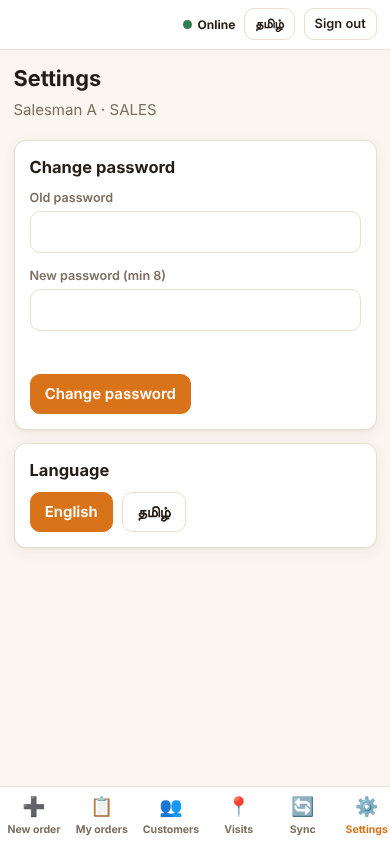 Online தமிழ் Sign out
Settings
Salesman A · SALES
Change password
Old password
New password (min 8)
Change password
Language
English தமிழ்
New order My orders Customers Visits Sync Settings